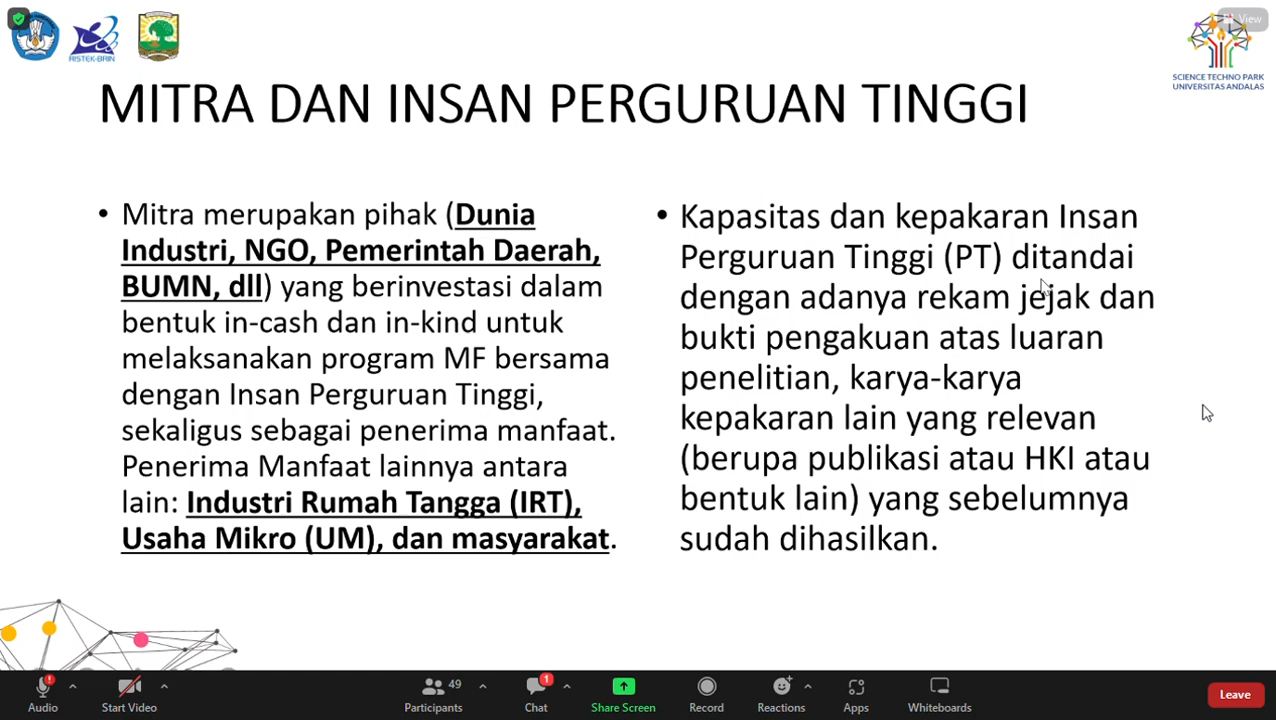 View
RISTEK-BRIN
SCIENCE TECHNO PARK
UNIVERSITAS ANDALAS
MITRA DAN INSAN PERGURUAN TINGGI
• Mitra merupakan pihak (Dunia
Industri, NGO, Pemerintah Daerah,
BUMN, dll) yang berinvestasi dalam
bentuk in-cash dan in-kind untuk
melaksanakan program MF bersama
dengan Insan Perguruan Tinggi,
sekaligus sebagai penerima manfaat.
Penerima Manfaat lainnya antara
lain: Industri Rumah Tangga (IRT),
Usaha Mikro (UM), dan masyarakat.
• Kapasitas dan kepakaran Insan
Perguruan Tinggi (PT) ditandai
dengan adanya rekam jejak dan
bukti pengakuan atas luaran
penelitian, karya-karya
kepakaran lain yang relevan
(berupa publikasi atau HKI atau
bentuk lain) yang sebelumnya
sudah dihasilkan.
Audio
Start Video
49
Participants
1
Chat
Share Screen
Record
Reactions
Apps
Whiteboards
Leave